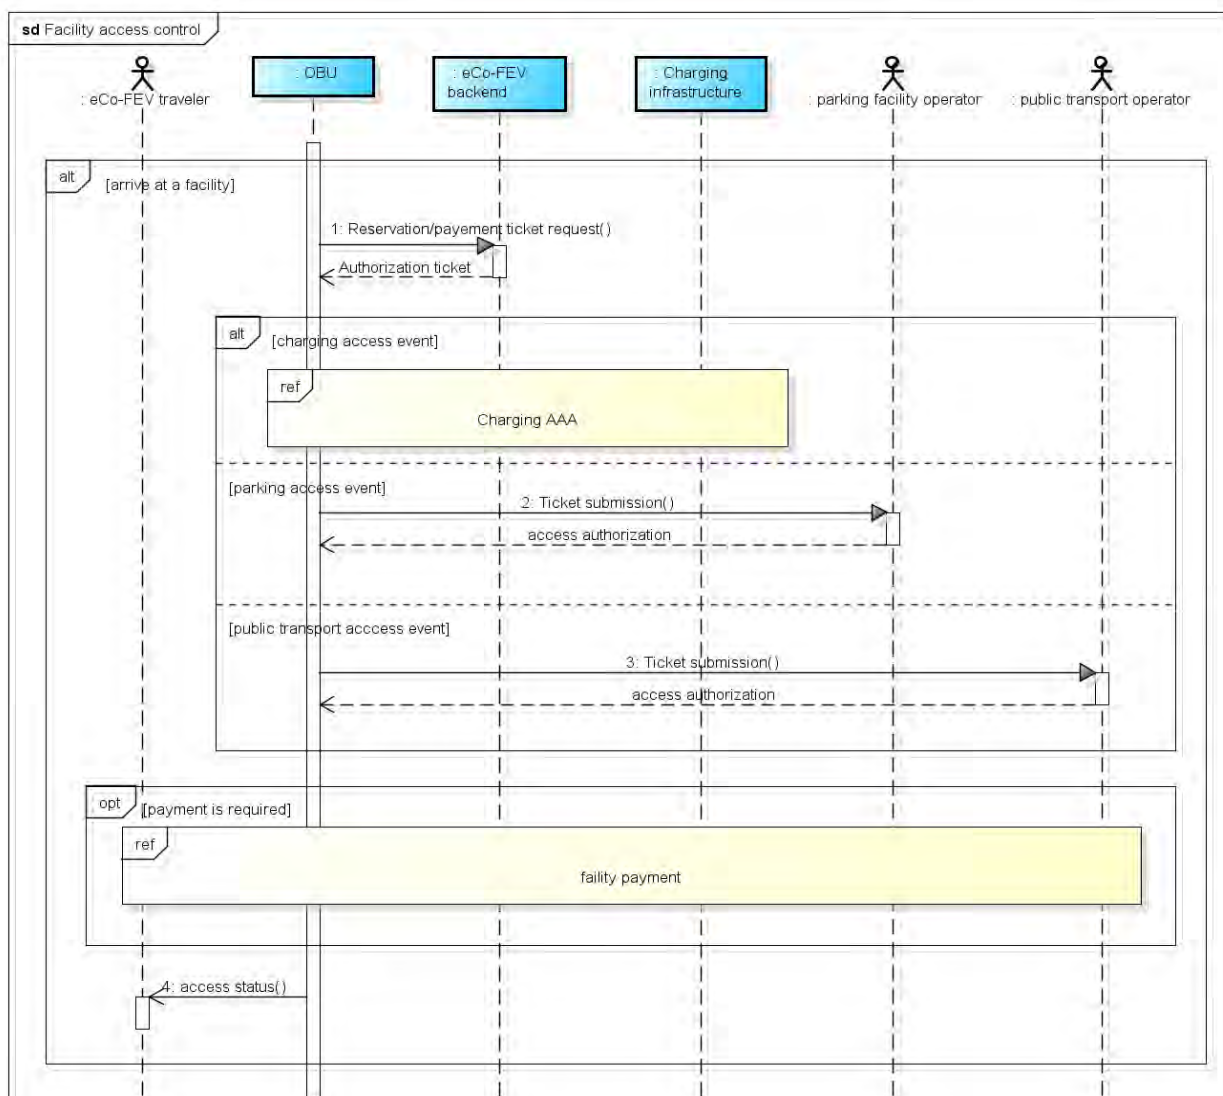 sd Facility access control
: eCo-FEV traveler
: OBU
: eCo-FEV
backend
: Charging
infrastructure
: parking facility operator
: public transport operator
alt
[arrive at a facility]
1: Reservation/payement ticket request()
Authorization ticket
alt
[charging access event]
ref
Charging AAA
[parking access event]
2: Ticket submission()
access authorization
[public transport acccess event]
3: Ticket submission()
access authorization
opt
[payment is required]
ref
faility payment
4: access status()